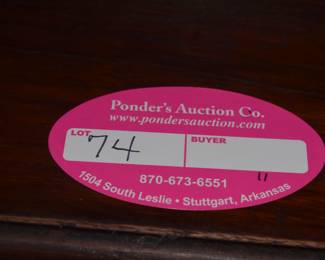 Ponder's Auction Co.
www.pondersauction.com
LOT BUYER
74
870-673-6551
1504 South Leslie • Stuttgart, Arkansas